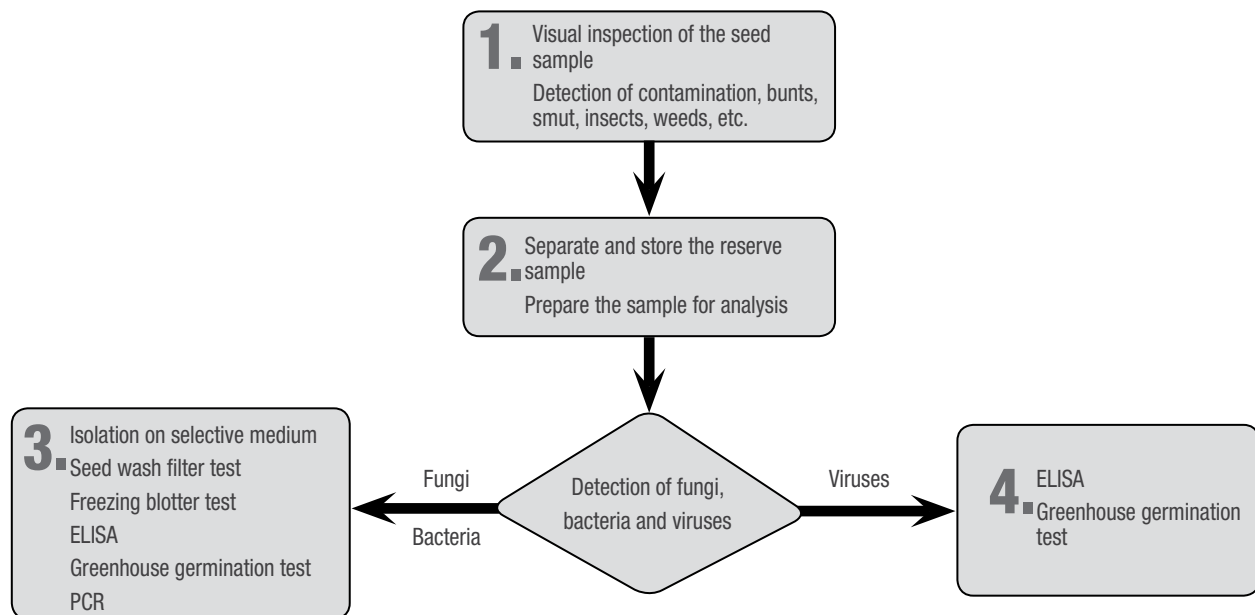 1. Visual inspection of the seed
sample
Detection of contamination, bunts,
smut, insects, weeds, etc.
2. Separate and store the reserve
sample
Prepare the sample for analysis
3. Isolation on selective medium
Seed wash filter test
Freezing blotter test
ELISA
Greenhouse germination test
PCR
Fungi
Bacteria
Detection of fungi,
bacteria and viruses
Viruses
4. ELISA
Greenhouse germination
test